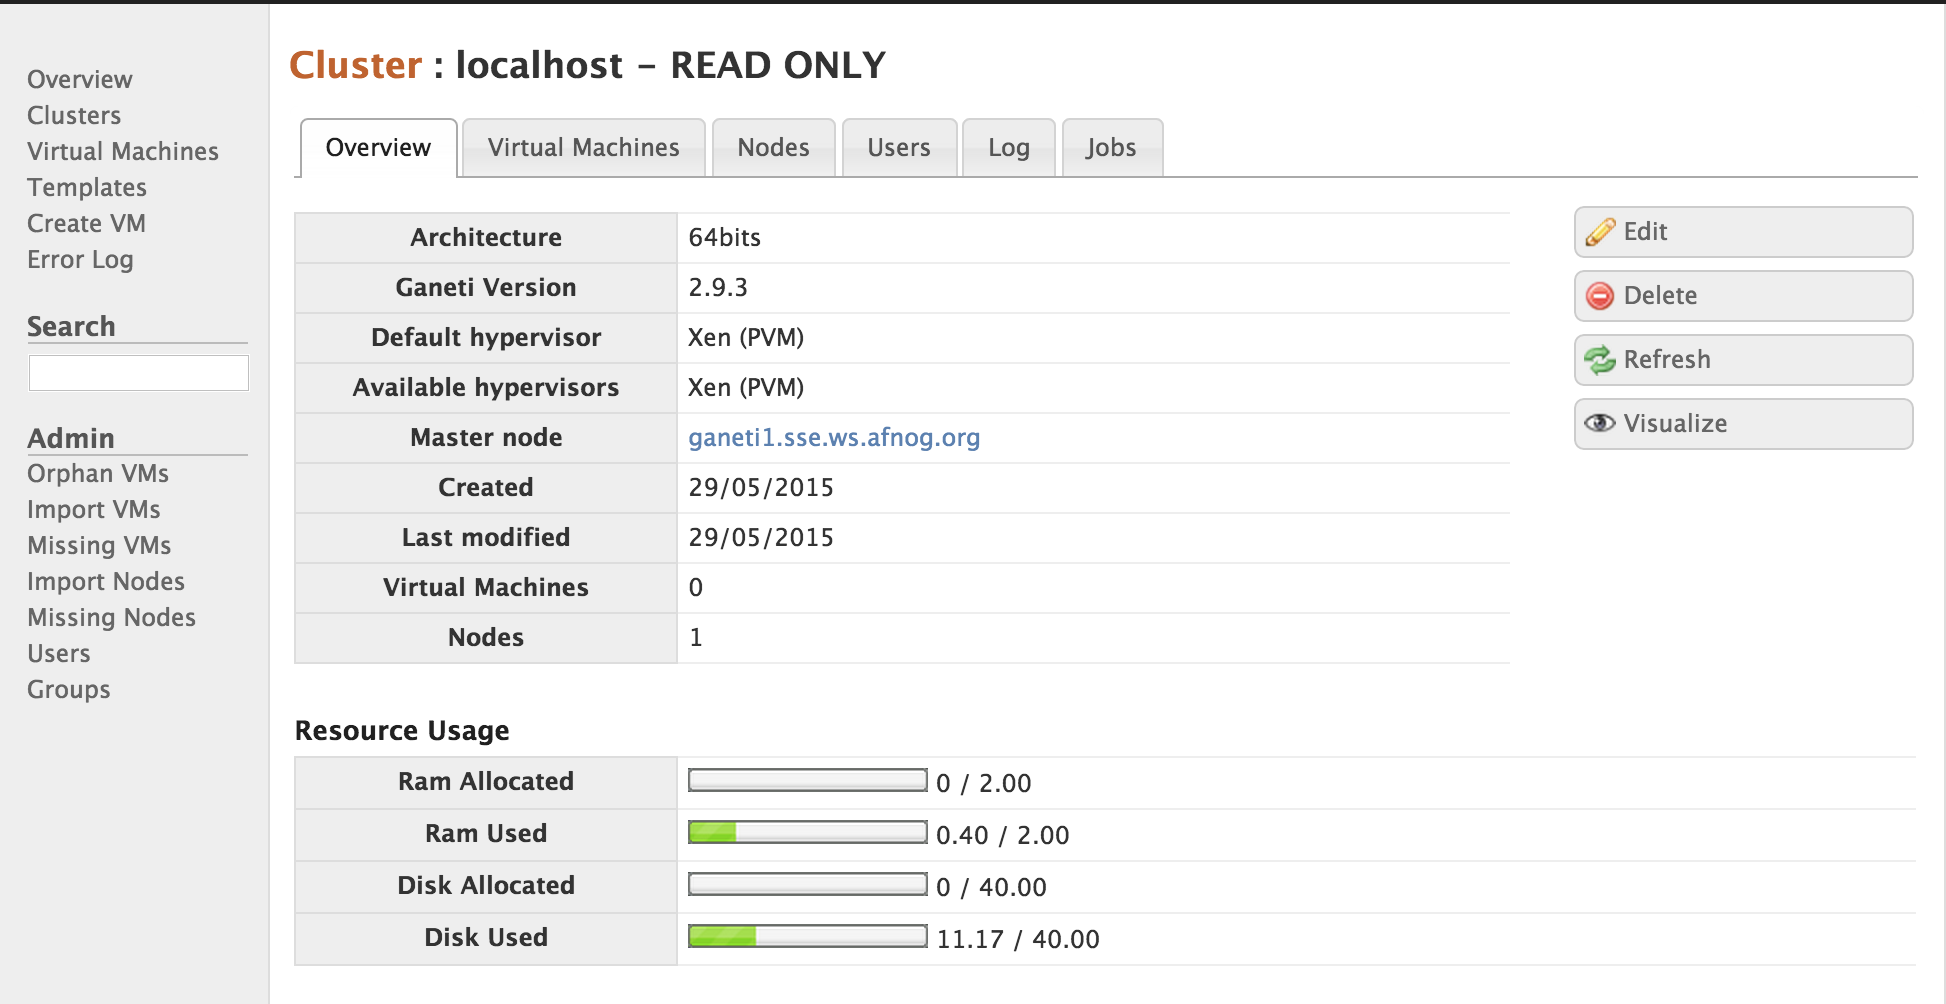 Overview
Clusters
Virtual Machines
Templates
Create VM
Error Log
Search
Admin
Orphan VMs
Import VMs
Missing VMs
Import Nodes
Missing Nodes
Users
Groups
Cluster : localhost – READ ONLY
Overview Virtual Machines Nodes Users Log Jobs
Architecture 64bits
Ganeti Version 2.9.3
Default hypervisor Xen (PVM)
Available hypervisors Xen (PVM)
Master node ganeti1.sse.ws.afnog.org
Created 29/05/2015
Last modified 29/05/2015
Virtual Machines 0
Nodes 1
Edit
Delete
Refresh
Visualize
Resource Usage
Ram Allocated 0 / 2.00
Ram Used 0.40 / 2.00
Disk Allocated 0 / 40.00
Disk Used 11.17 / 40.00